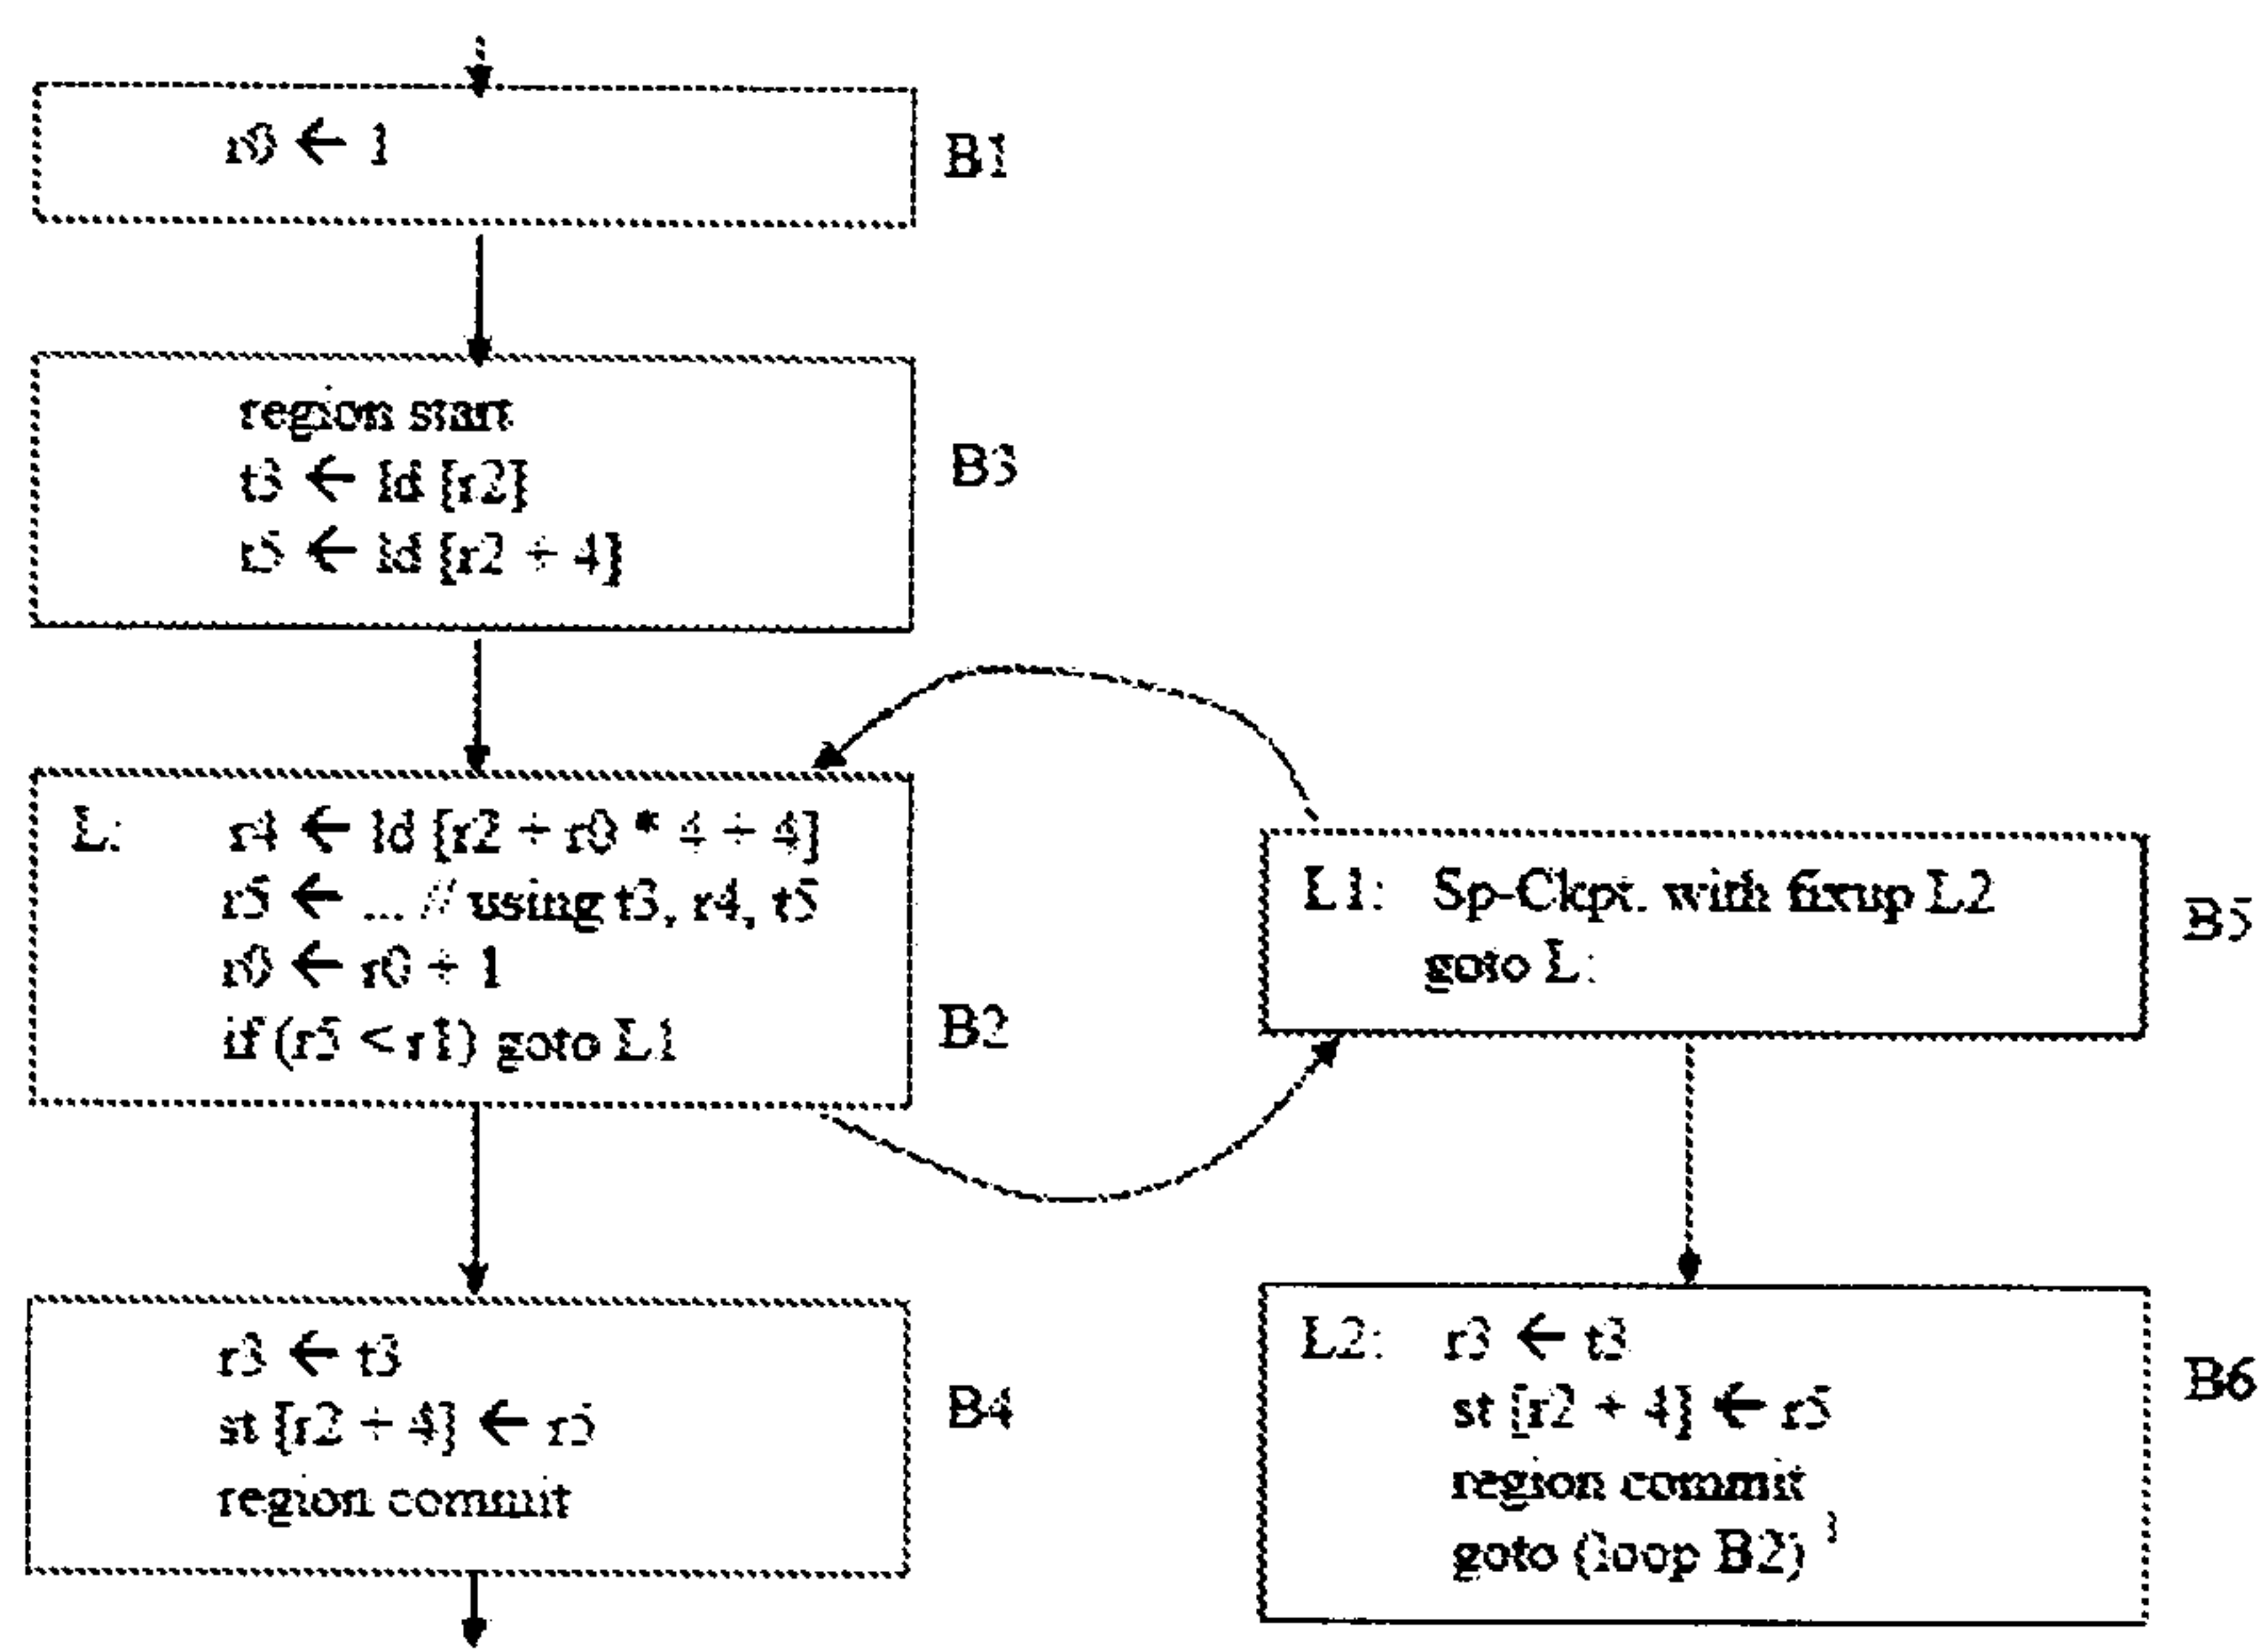 r0 ← 1
B1
region start
t3 ← ld [r2]
t5 ← ld [r2 + 4]
B3
L: r4 ← ld [r2 + r0 * 4 + 4]
r5 ← ... // using t3, r4, t5
r0 ← r0 + 1
if (r5 < r1) goto L1
B2
L1: Sp-Ckpt. with fixup L2
goto L:
B5
r3 ← t3
st [r2 + 4] ← r5
region commit
B4
L2: r3 ← t3
st [r2 + 4] ← r5
region commit
goto (loop B2)
B6